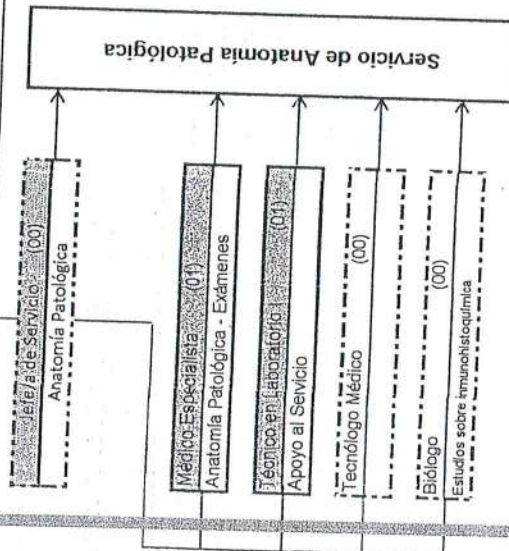 Servicio de Anatomía Patológica
Jefe/a de Servicio (00)
Anatomía Patológica
Médico Especialista (01)
Anatomía Patológica - Exámenes
Técnico en Laboratorio (01)
Apoyo al Servicio
Tecnólogo Médico (00)
Biólogo (00)
Estudios sobre inmunohistoquímica